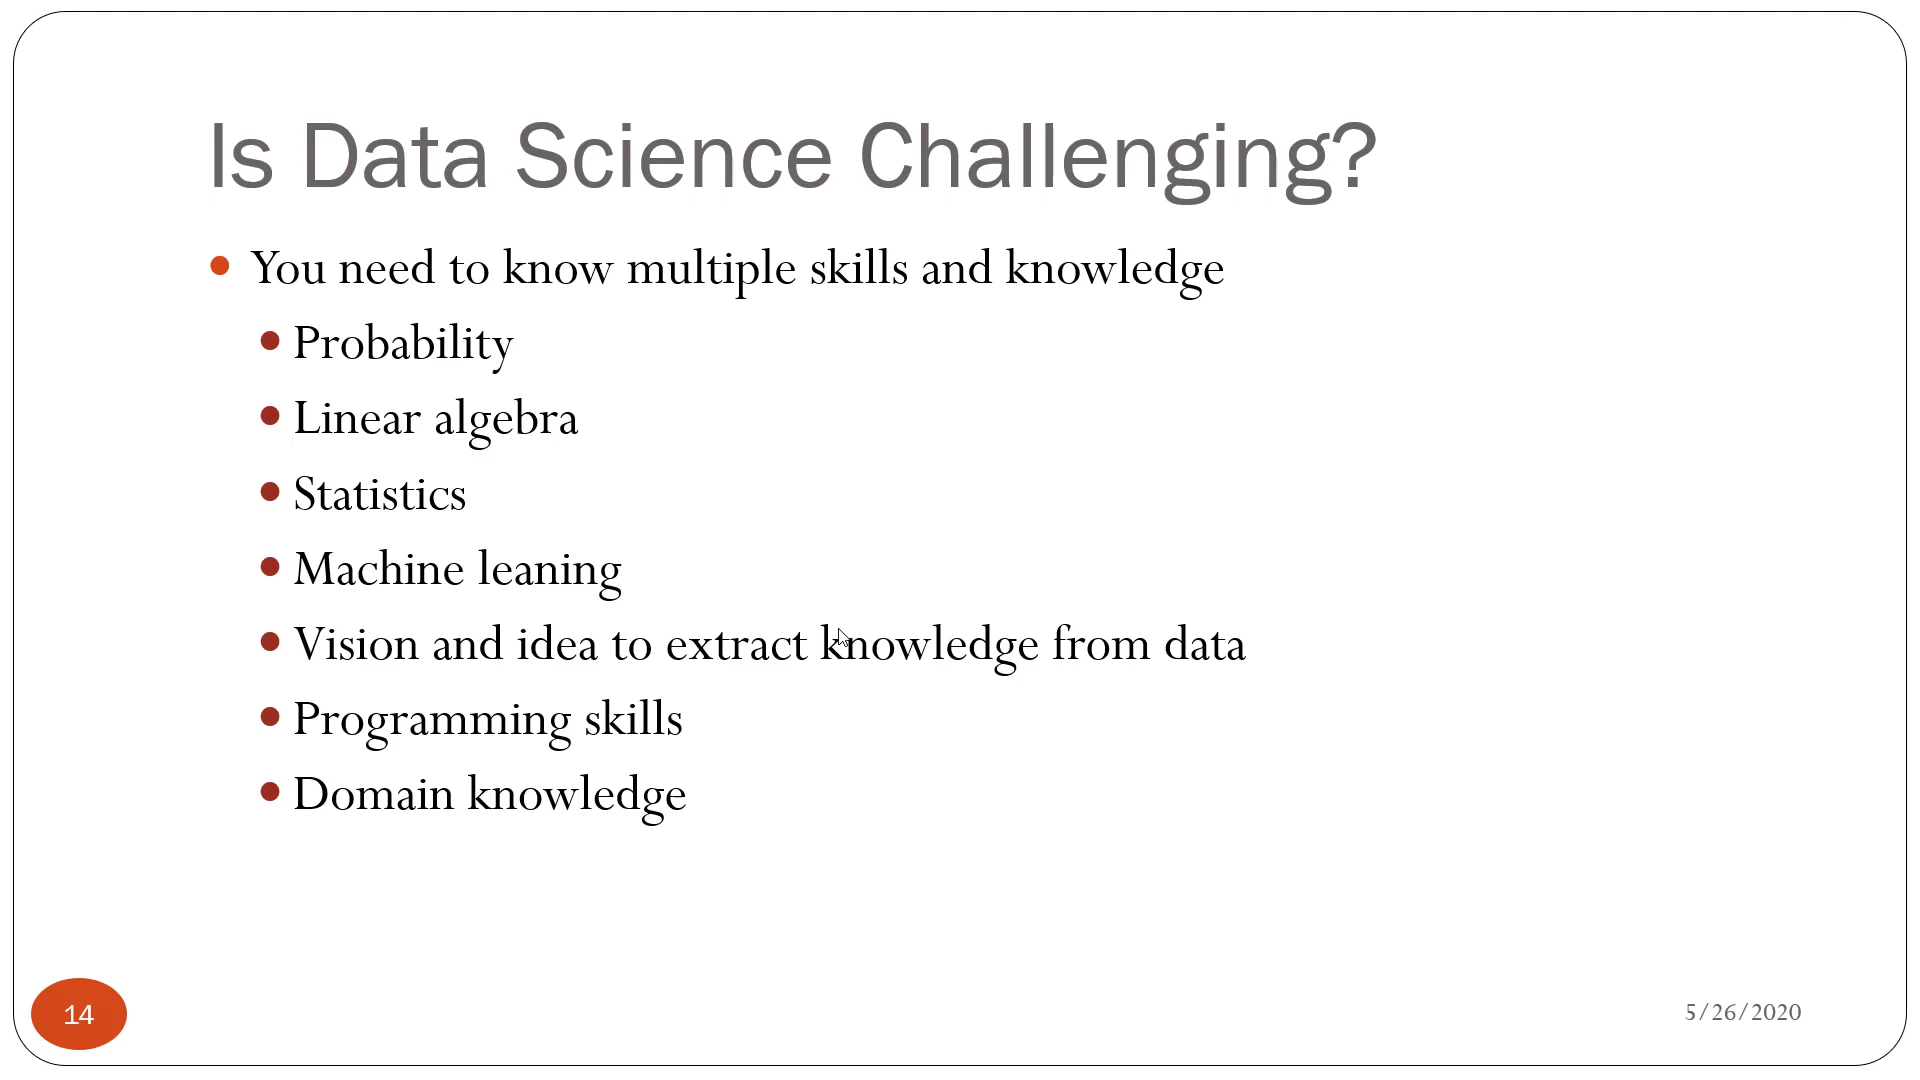 Is Data Science Challenging?
You need to know multiple skills and knowledge
Probability
Linear algebra
Statistics
Machine leaning
Vision and idea to extract knowledge from data
Programming skills
Domain knowledge
14
5/26/2020